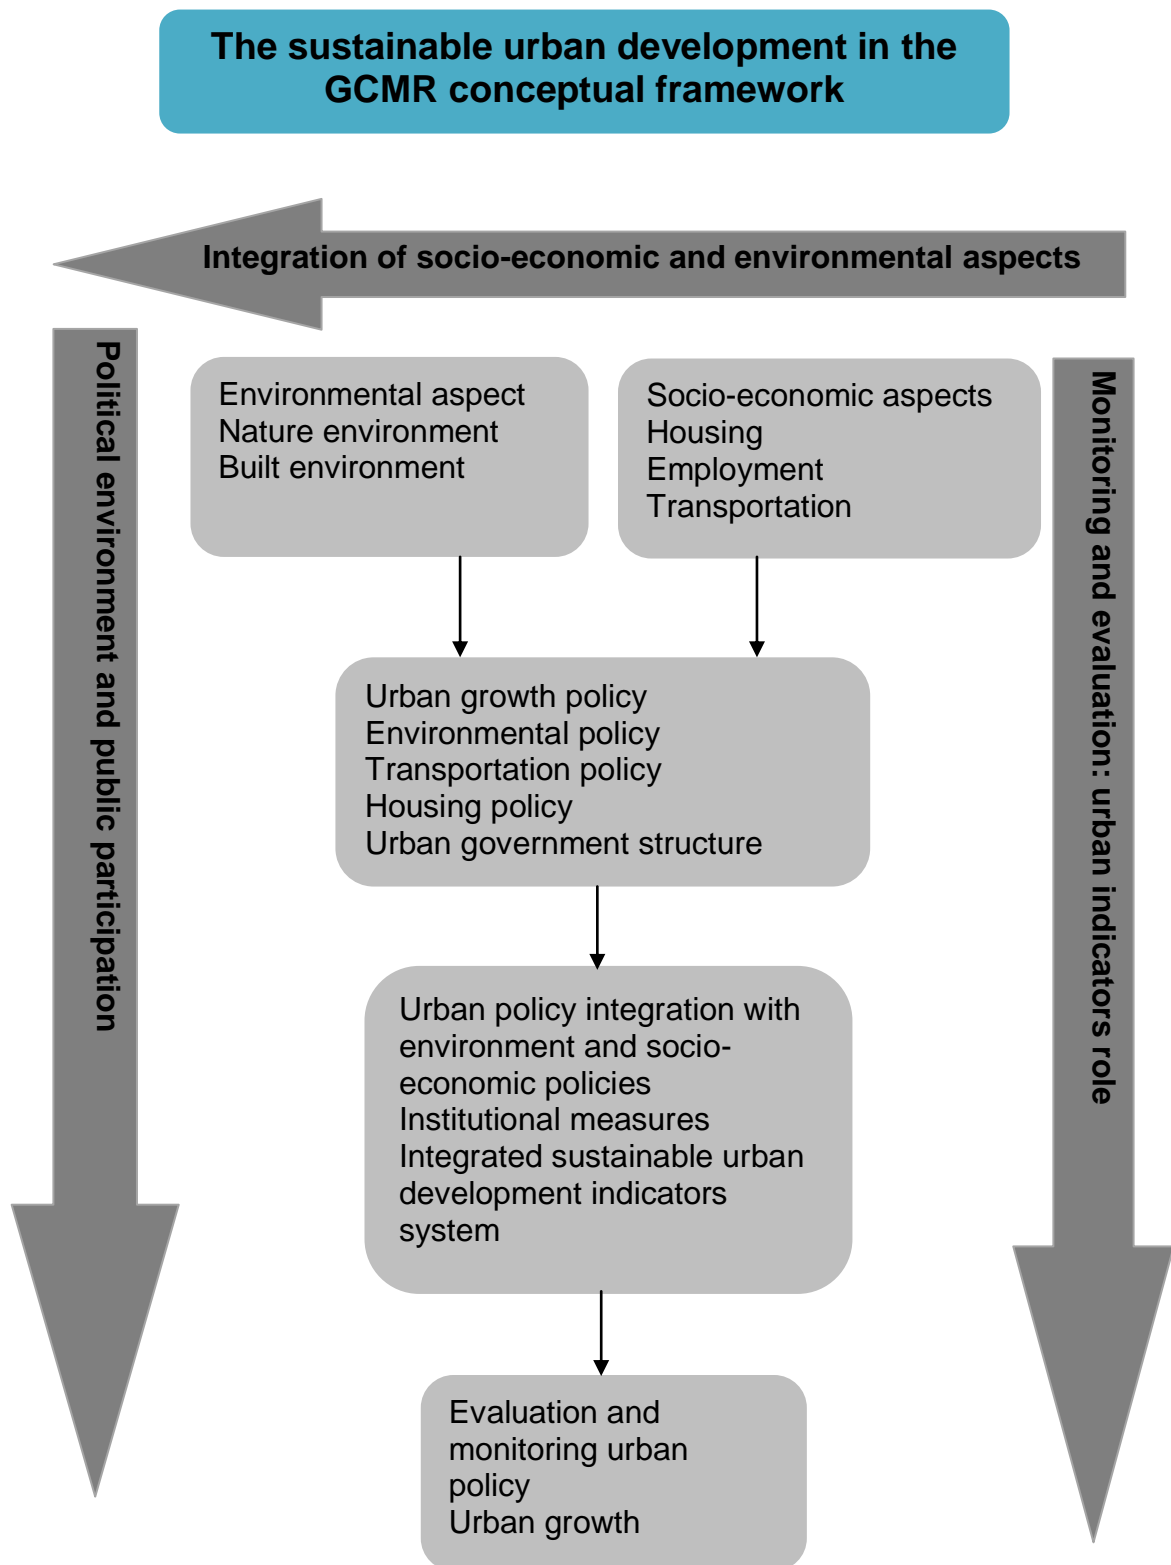 The sustainable urban development in the
GCMR conceptual framework
Integration of socio-economic and environmental aspects
Political environment and public participation
Environmental aspect
Nature environment
Built environment
Socio-economic aspects
Housing
Employment
Transportation
Monitoring and evaluation: urban indicators role
Urban growth policy
Environmental policy
Transportation policy
Housing policy
Urban government structure
Urban policy integration with
environment and socio-
economic policies
Institutional measures
Integrated sustainable urban
development indicators
system
Evaluation and
monitoring urban
policy
Urban growth